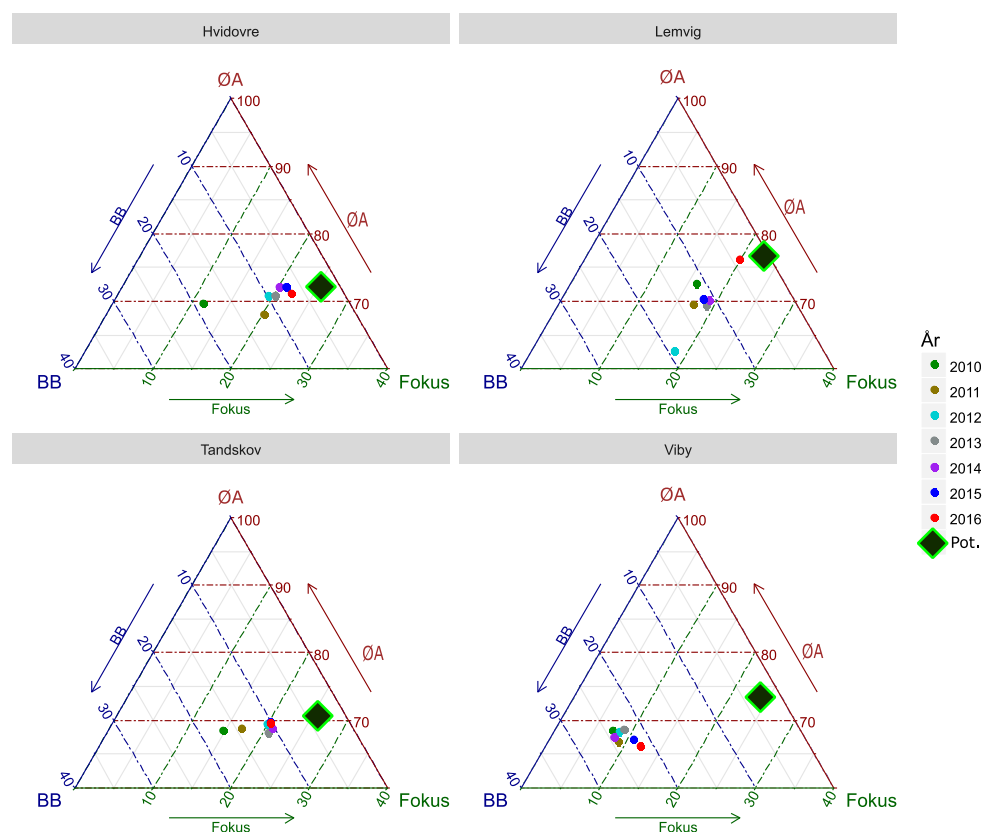 Hvidovre
ØA
100
10
90
BB
ØA
20
80
30
70
40
BB
Fokus
10
20
30
40
Fokus
Lemvig
ØA
100
10
90
BB
ØA
20
80
30
70
40
BB
Fokus
10
20
30
40
Fokus
Tandskov
ØA
100
10
90
BB
ØA
20
80
30
70
40
BB
Fokus
10
20
30
40
Fokus
Viby
ØA
100
10
90
BB
ØA
20
80
30
70
40
BB
Fokus
10
20
30
40
Fokus
År
2010
2011
2012
2013
2014
2015
2016
Pot.